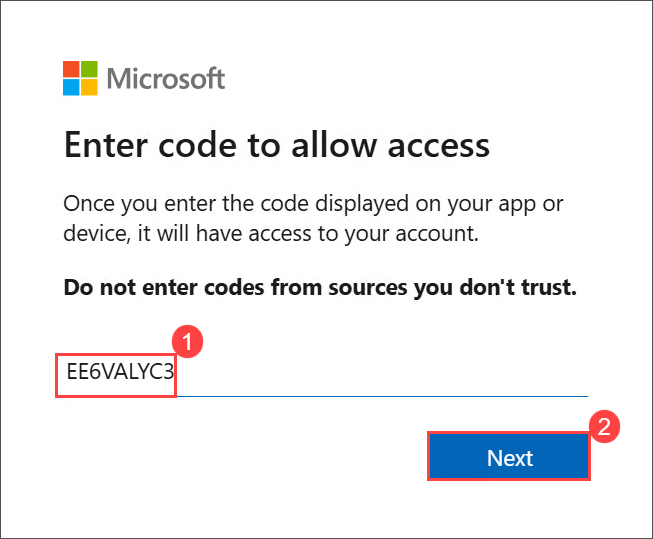 Microsoft
Enter code to allow access
Once you enter the code displayed on your app or
device, it will have access to your account.
Do not enter codes from sources you don't trust.
1
EE6VALYC3
2
Next